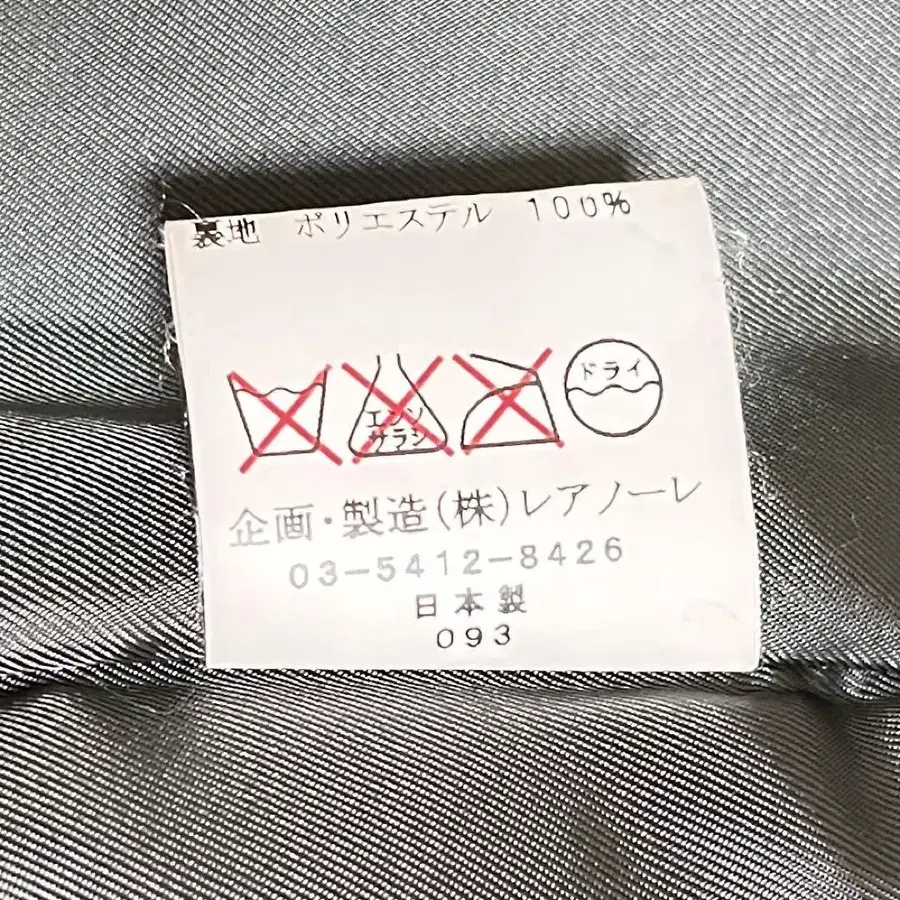 裏地 ポリエステル 100%
エンソ サラシ
ドライ
企画・製造(株)レアノーレ
03-5412-8426
日本製
093